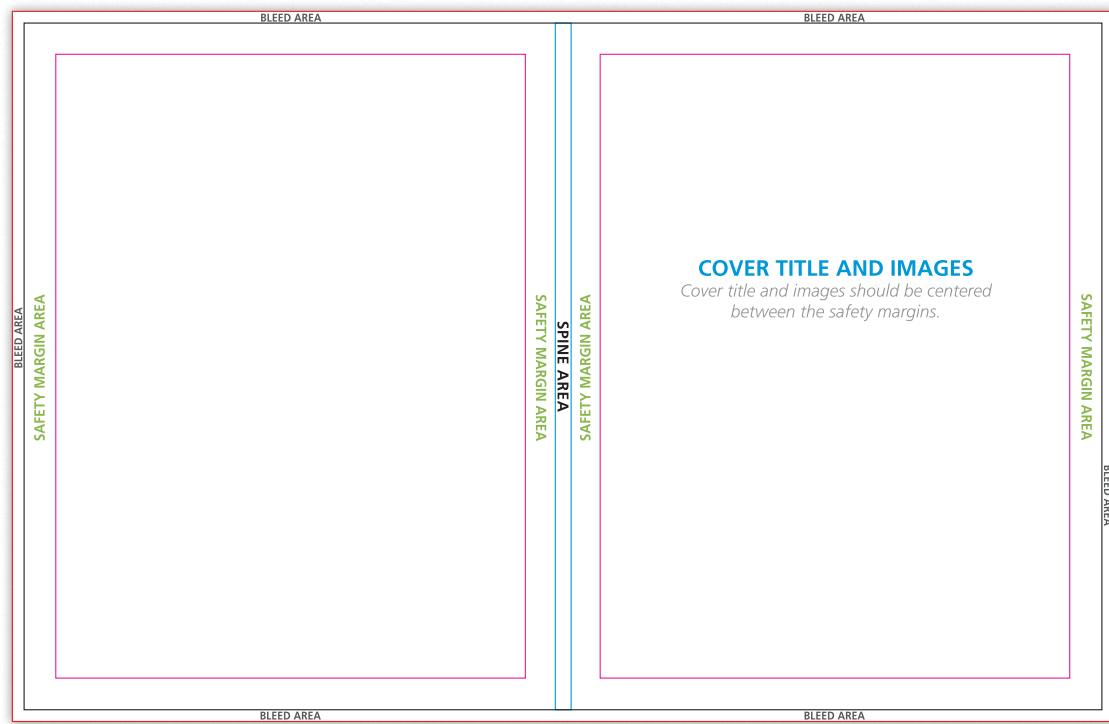 BLEED AREA
BLEED AREA
COVER TITLE AND IMAGES
Cover title and images should be centered
between the safety margins.
BLEED AREA
SAFETY MARGIN AREA
SAFETY MARGIN AREA
SPINE AREA
SAFETY MARGIN AREA
SAFETY MARGIN AREA
BLEED AREA
BLEED AREA
BLEED AREA